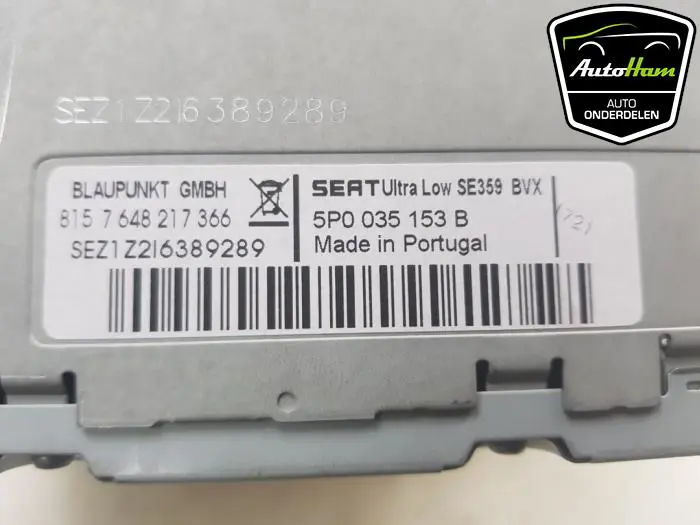 AutoHam
AUTO
ONDERDELEN
SEZ1Z2I6389289
BLAUPUNKT GMBH
815 7 648 217 366
SEZ1Z2I6389289
SEAT Ultra Low SE359 BVX
5P0 035 153 B
Made in Portugal
1721